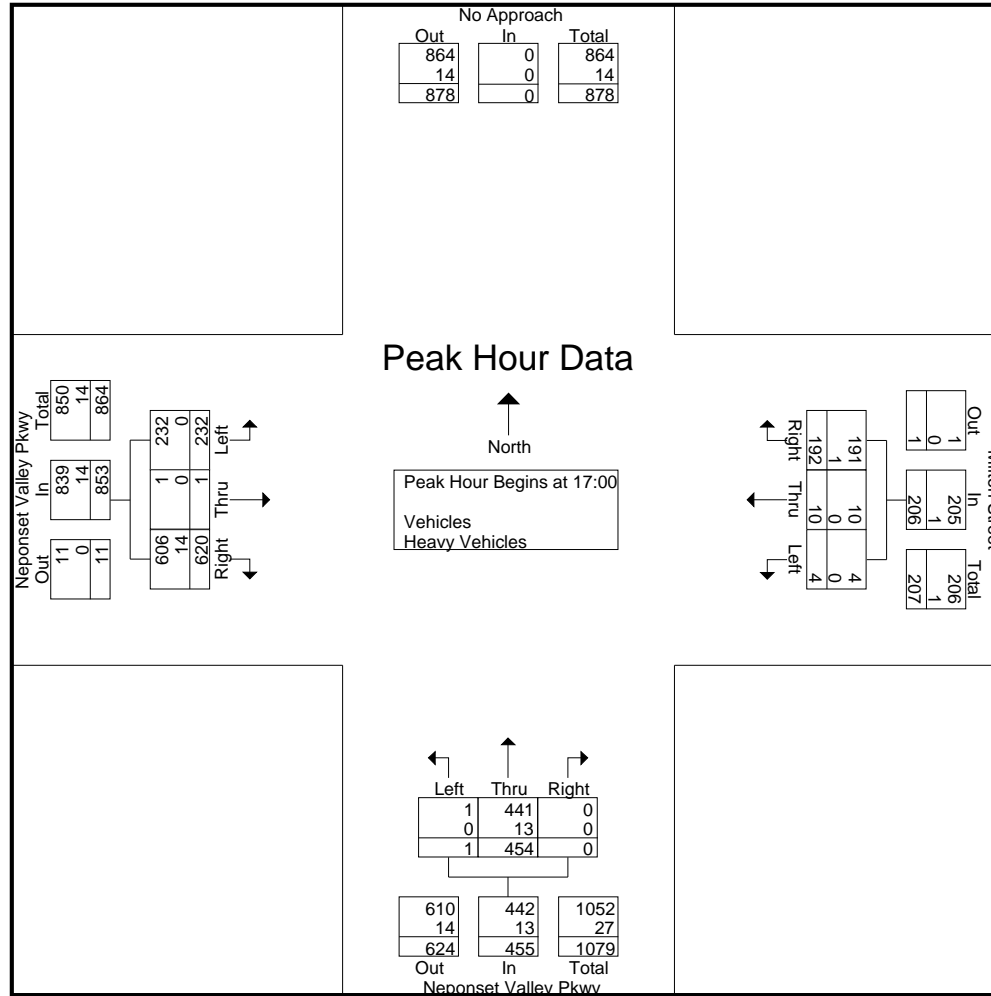 No Approach
Out In Total
864 0 864
14 0 14
878 0 878
Peak Hour Data
North
Peak Hour Begins at 17:00
Vehicles
Heavy Vehicles
Neponset Valley Pkwy
Total
850 14 864
In
839 14 853
Out
11 0 11
Left
232 0 232
Thru
1 0 1
Right
606 14 620
Right
191 1 192
Thru
10 0 10
Left
4 0 4
Out
1 0 1
In
205 1 206
Total
206 1 207
Left Thru Right
1 441 0
0 13 0
1 454 0
610 442 1052
14 13 27
624 455 1079
Out In Total
Neponset Valley Pkwy